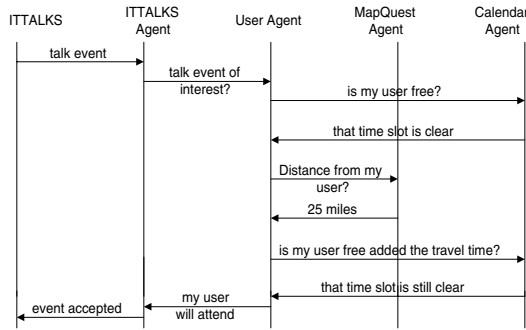 ITTALKS
ITTALKS
Agent
User Agent
MapQuest
Agent
Calendar
Agent
talk event
talk event of
interest?
is my user free?
that time slot is clear
Distance from my
user?
25 miles
is my user free added the travel time?
that time slot is still clear
my user
will attend
event accepted